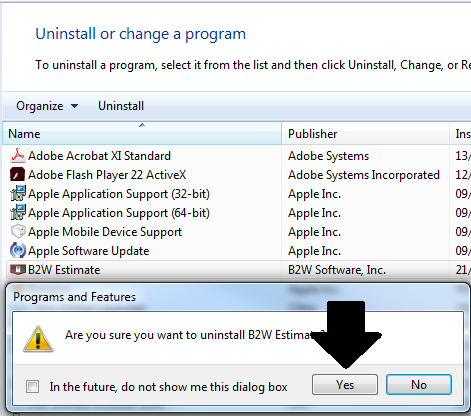 Uninstall or change a program
To uninstall a program, select it from the list and then click Uninstall, Change, or Re
Organize Uninstall
Name Publisher Ins
Adobe Acrobat XI Standard Adobe Systems 13/
Adobe Flash Player 22 ActiveX Adobe Systems Incorporated 20/
Apple Application Support (32-bit) Apple Inc. 09/
Apple Application Support (64-bit) Apple Inc. 09/
Apple Mobile Device Support Apple Inc. 09/
Apple Software Update Apple Inc. 09/
B2W Estimate B2W Software, Inc. 21/
Programs and Features
Are you sure you want to uninstall B2W
In the future, do not show me this dialog box
Yes No